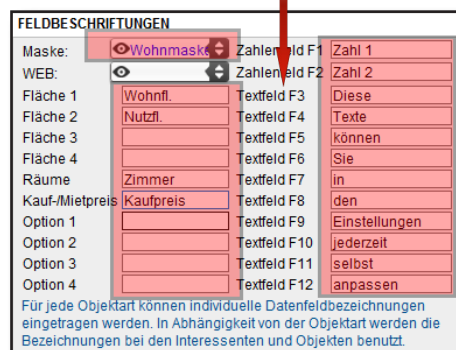 FELDBESCHRIFTUNGEN
Maske: Wohnmaske Zahlenfeld F1 Zahl 1
WEB: Zahlenfeld F2 Zahl 2
Fläche 1 Wohnfl. Textfeld F3 Diese
Fläche 2 Nutzfl. Textfeld F4 Texte
Fläche 3 Textfeld F5 können
Fläche 4 Textfeld F6 Sie
Räume Zimmer Textfeld F7 in
Kauf-/Mietpreis Kaufpreis Textfeld F8 den
Option 1 Textfeld F9 Einstellungen
Option 2 Textfeld F10 jederzeit
Option 3 Textfeld F11 selbst
Option 4 Textfeld F12 anpassen
Für jede Objektart können individuelle Datenfeldbezeichnungen
eingetragen werden. In Abhängigkeit von der Objektart werden die
Bezeichnungen bei den Interessenten und Objekten benutzt.